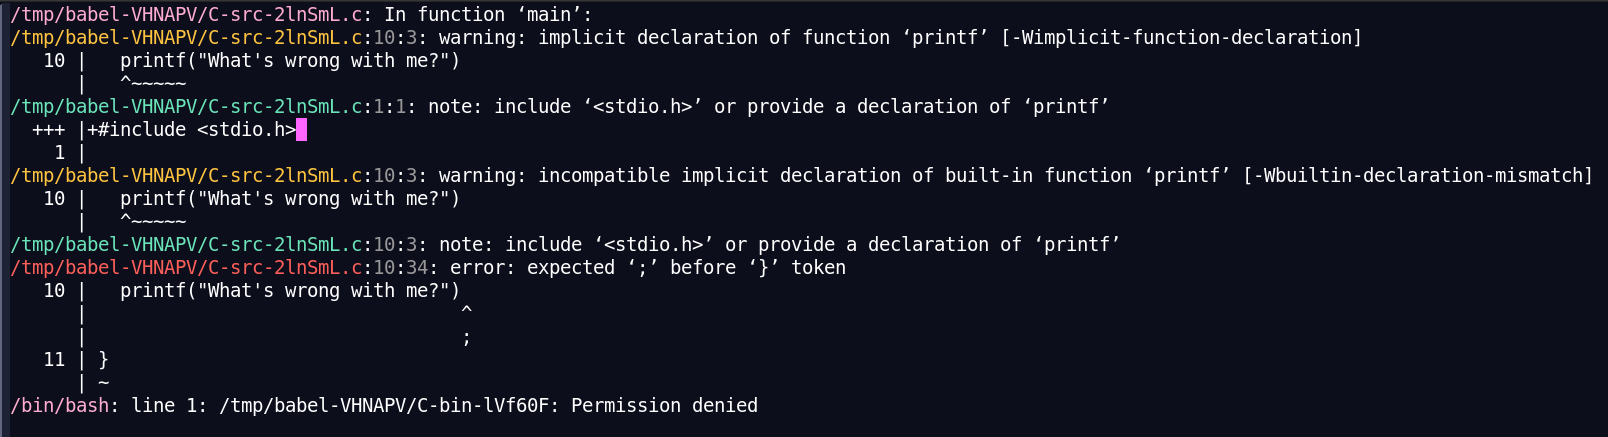 /tmp/babel-VHNAPV/C-src-2lnSmL.c: In function ‘main’:
/tmp/babel-VHNAPV/C-src-2lnSmL.c:10:3: warning: implicit declaration of function ‘printf’ [-Wimplicit-function-declaration]
   10 |   printf("What's wrong with me?")
      |   ^~~~~~
/tmp/babel-VHNAPV/C-src-2lnSmL.c:1:1: note: include ‘<stdio.h>’ or provide a declaration of ‘printf’
  +++ |+#include <stdio.h>
    1 |
/tmp/babel-VHNAPV/C-src-2lnSmL.c:10:3: warning: incompatible implicit declaration of built-in function ‘printf’ [-Wbuiltin-declaration-mismatch]
   10 |   printf("What's wrong with me?")
      |   ^~~~~~
/tmp/babel-VHNAPV/C-src-2lnSmL.c:10:3: note: include ‘<stdio.h>’ or provide a declaration of ‘printf’
/tmp/babel-VHNAPV/C-src-2lnSmL.c:10:34: error: expected ‘;’ before ‘}’ token
   10 |   printf("What's wrong with me?")
      |                                  ^
      |                                  ;
   11 | }
      | ~
/bin/bash: line 1: /tmp/babel-VHNAPV/C-bin-lVf60F: Permission denied